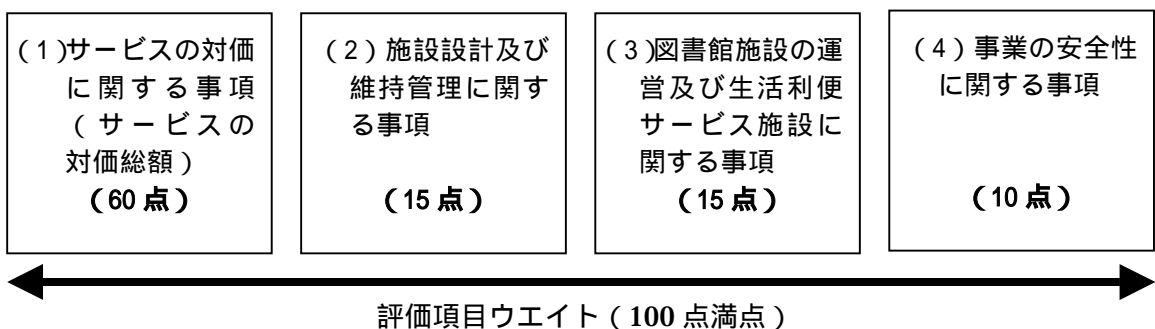 （１）サービスの対価
に関する事項
（サービスの
対価総額）
（60点）
（２）施設設計及び
維持管理に関す
る事項
（15点）
（３）図書館施設の運
営及び生活利便
サービス施設に
関する事項
（15点）
（４）事業の安全性
に関する事項
（10点）
評価項目ウエイト（100点満点）